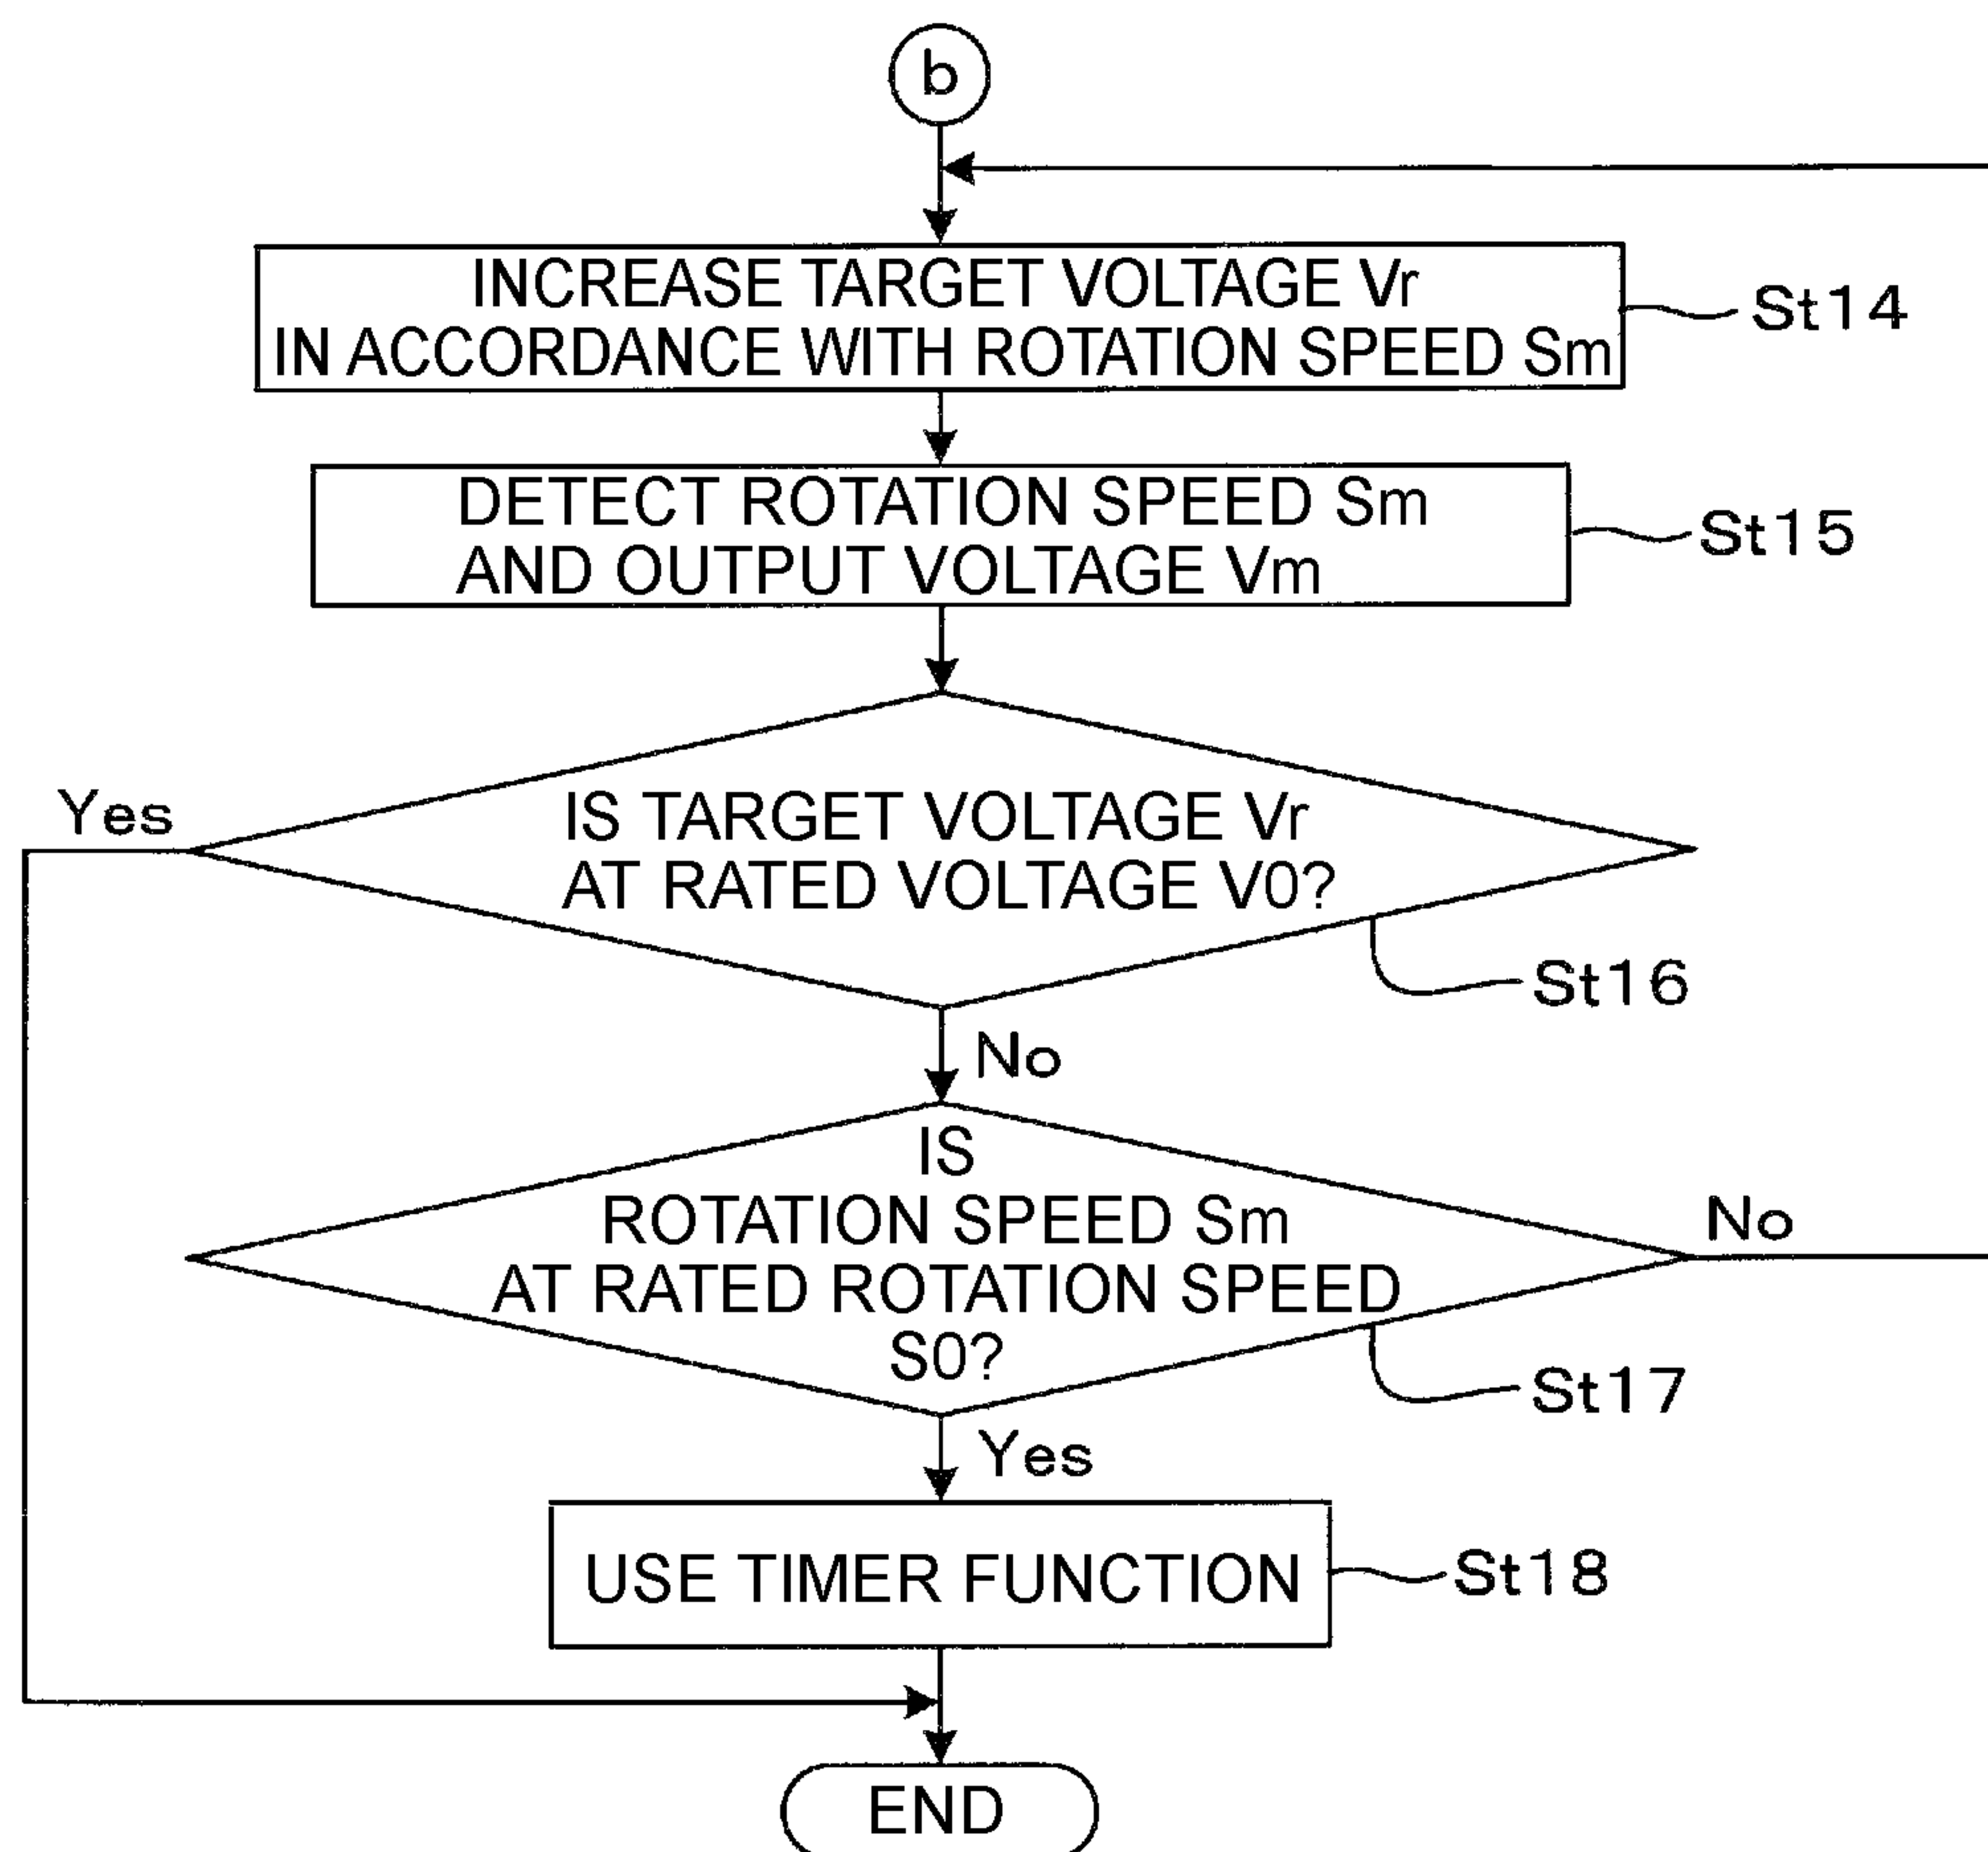 b
INCREASE TARGET VOLTAGE Vr
IN ACCORDANCE WITH ROTATION SPEED Sm
St14
DETECT ROTATION SPEED Sm
AND OUTPUT VOLTAGE Vm
St15
Yes
IS TARGET VOLTAGE Vr
AT RATED VOLTAGE V0?
St16
No
IS
ROTATION SPEED Sm
AT RATED ROTATION SPEED
S0?
No
St17
Yes
USE TIMER FUNCTION
St18
END